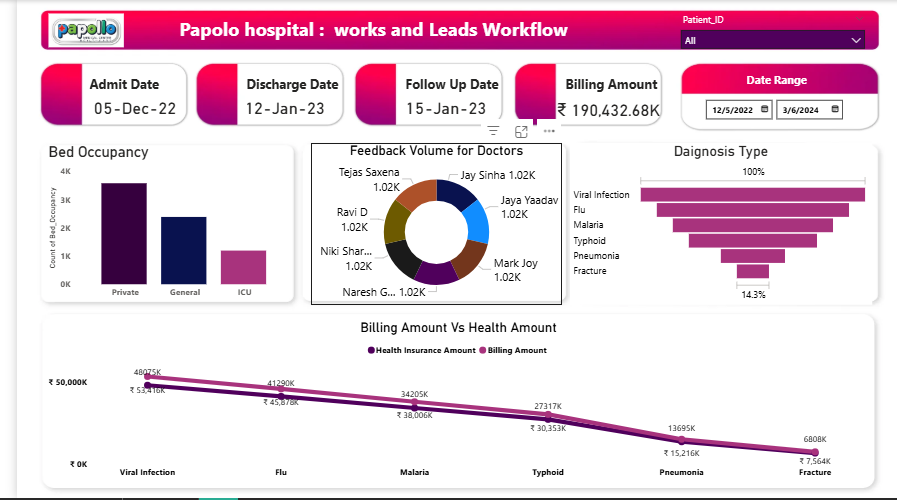 papollo
Papolo hospital :  works and Leads Workflow
Patient_ID
All
Admit Date
05-Dec-22
Discharge Date
12-Jan-23
Follow Up Date
15-Jan-23
Billing Amount
₹ 190,432.68K
Date Range
12/5/2022
3/6/2024
Bed Occupancy
Count of Bed_Occupancy
4K
3K
2K
1K
0K
Private
General
ICU
Feedback Volume for Doctors
Jay Sinha 1.02K
Jaya Yaadav
1.02K
Mark Joy
1.02K
Naresh G... 1.02K
Niki Shar...
1.02K
Ravi D
1.02K
Tejas Saxena
1.02K
Daignosis Type
100%
Viral Infection
Flu
Malaria
Typhoid
Pneumonia
Fracture
14.3%
Billing Amount Vs Health Amount
Health Insurance Amount
Billing Amount
₹ 50,000K
₹ 0K
48075K
₹ 53,416K
41290K
₹ 45,878K
34205K
₹ 38,006K
27317K
₹ 30,353K
13695K
₹ 15,216K
6808K
₹ 7,564K
Viral Infection
Flu
Malaria
Typhoid
Pneumonia
Fracture